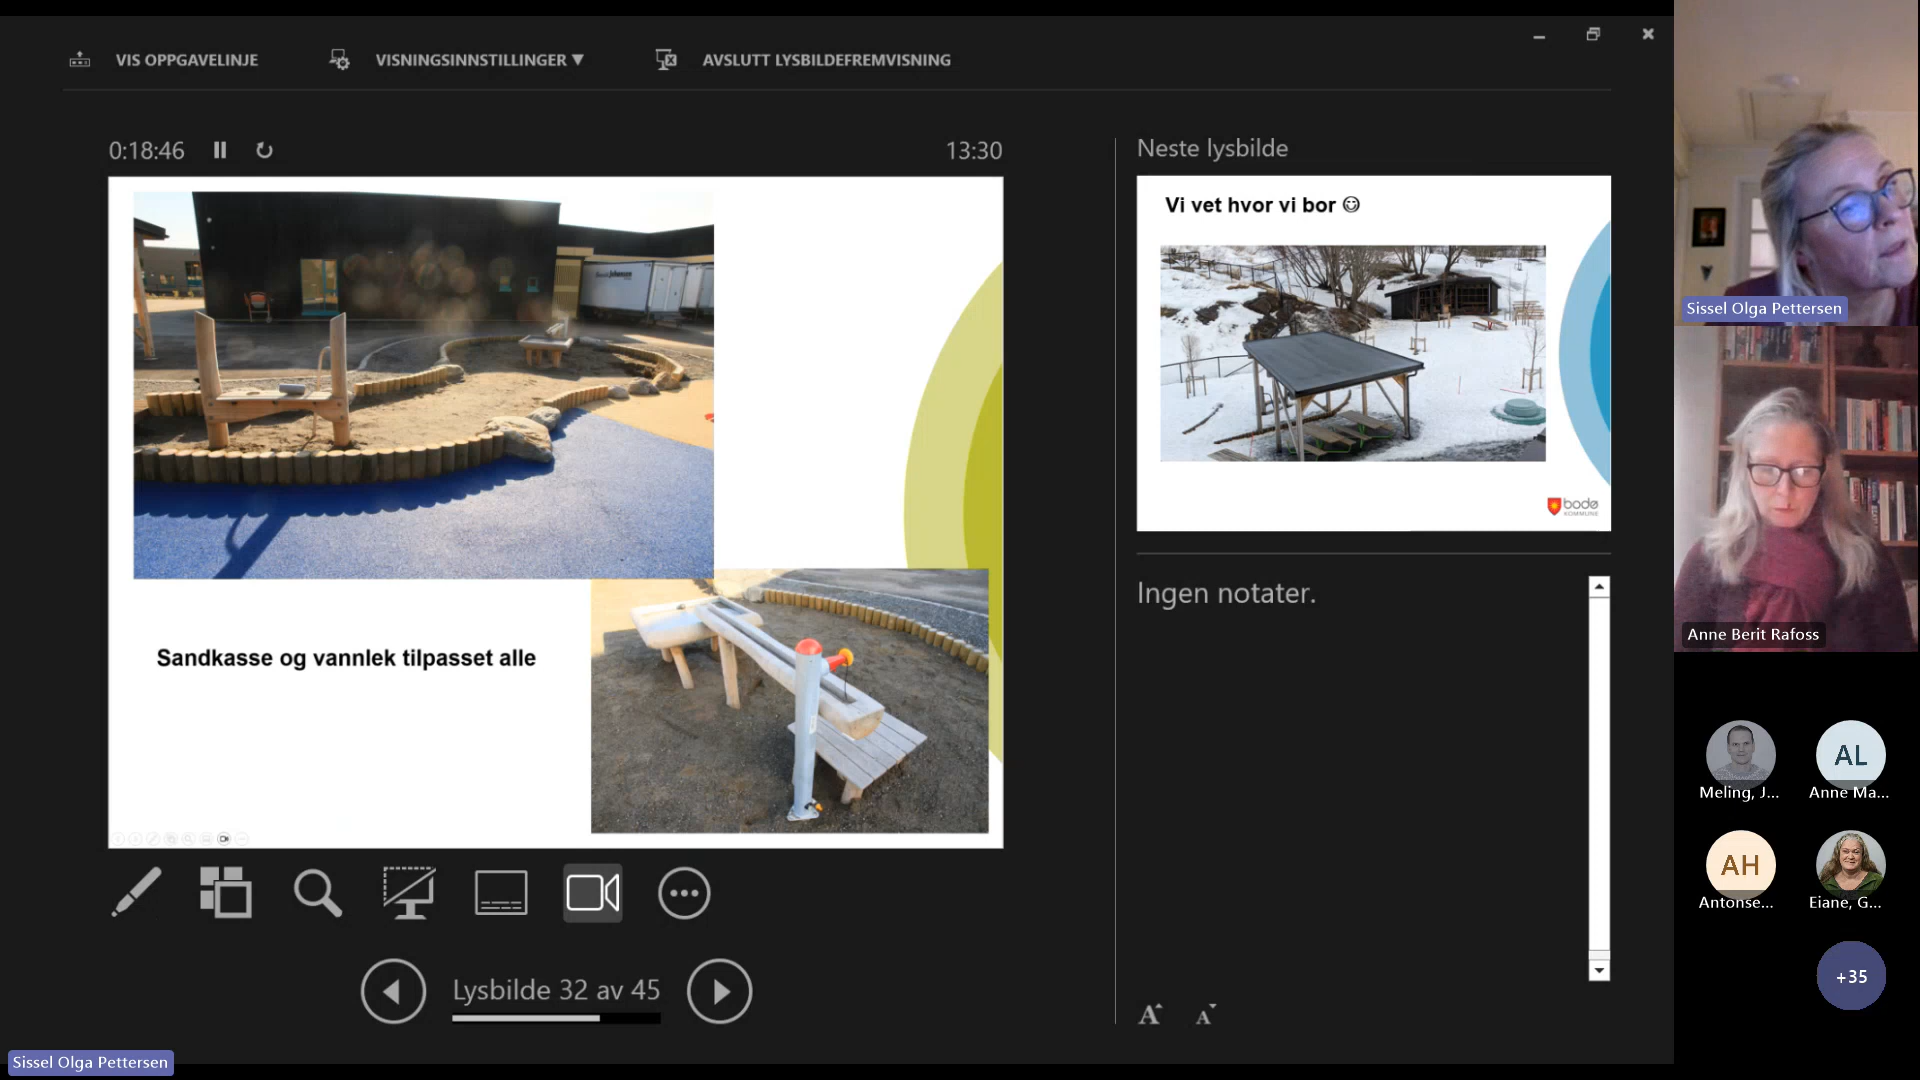 VIS OPPGAVELINJE
VISNINGSINNSTILLINGER ▼
AVSLUTT LYSBILDEFREMVISNING
0:18:46
13:30
Sandkasse og vannlek tilpasset alle
Lysbilde 32 av 45
Neste lysbilde
Vi vet hvor vi bor ☺
bodø
KOMMUNE
Ingen notater.
A A
Sissel Olga Pettersen
Anne Berit Rafoss
Meling, J...
AL
Anne Ma...
AH
Antonse...
Eiane, G...
+35
Sissel Olga Pettersen